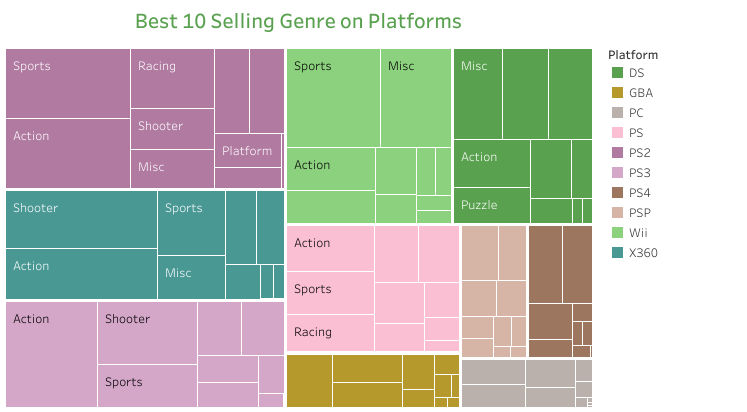 Best 10 Selling Genre on Platforms
Sports
Racing
Action
Shooter
Misc
Platform
Sports
Misc
Action
Misc
Action
Puzzle
Shooter
Sports
Action
Misc
Action
Shooter
Sports
Action
Sports
Racing
Platform
DS
GBA
PC
PS
PS2
PS3
PS4
PSP
Wii
X360